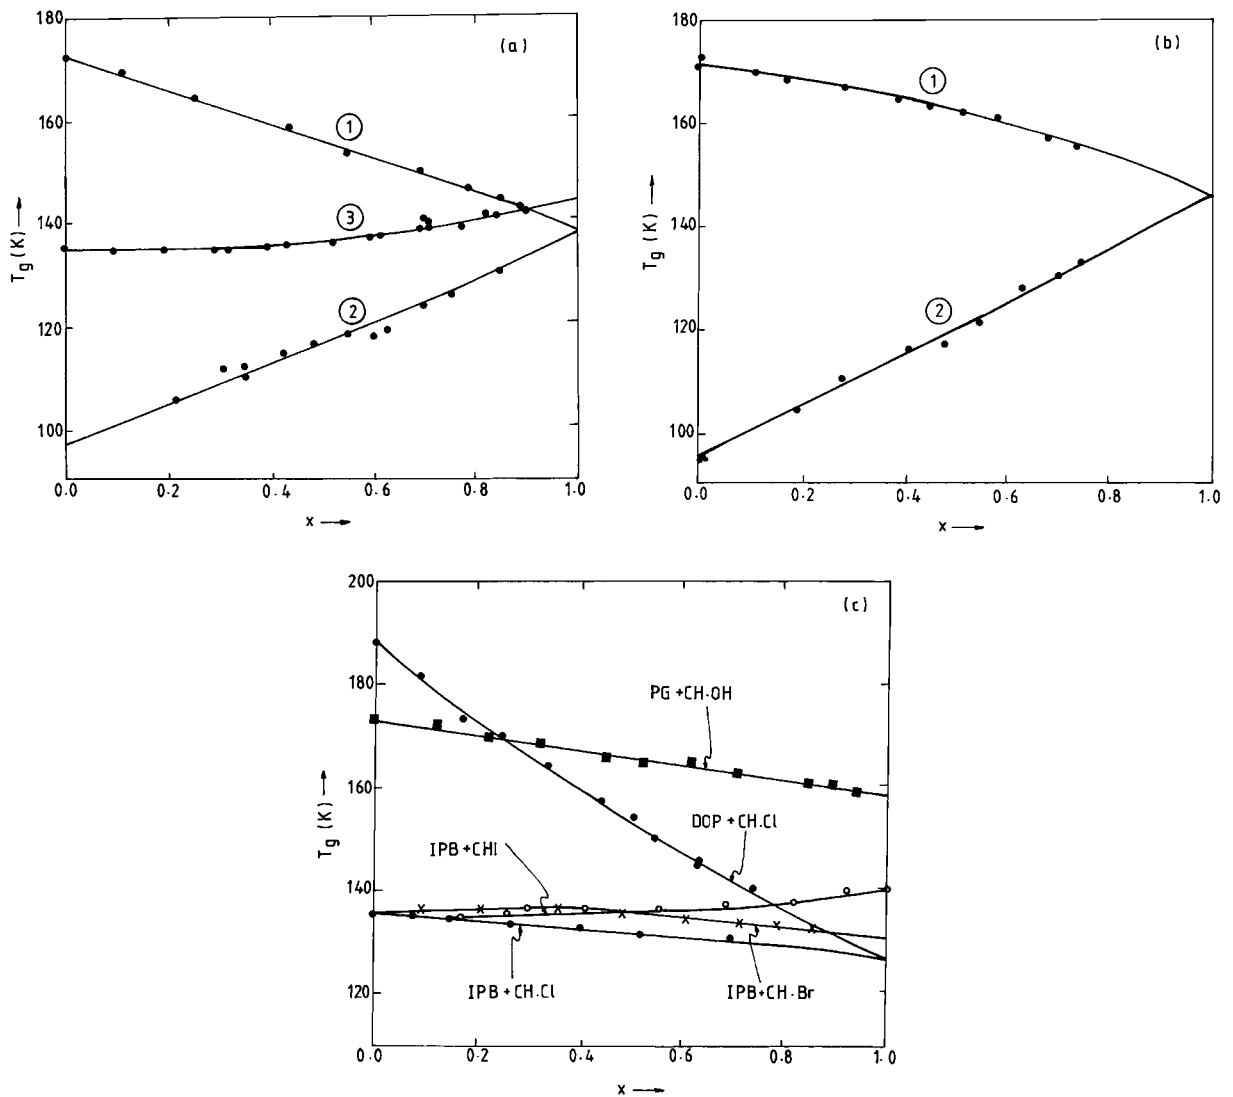 (a)
180
160
140
120
100
Tg (K)
1
3
2
0.0 0.2 0.4 0.6 0.8 1.0
x
(b)
180
160
140
120
100
Tg (K)
1
2
0.0 0.2 0.4 0.6 0.8 1.0
x
(c)
200
180
160
140
120
Tg (K)
PG + CH.OH
DOP + CH.Cl
IPB + CHI
IPB + CH.Cl
IPB+CH.Br
0.0 0.2 0.4 0.6 0.8 1.0
x